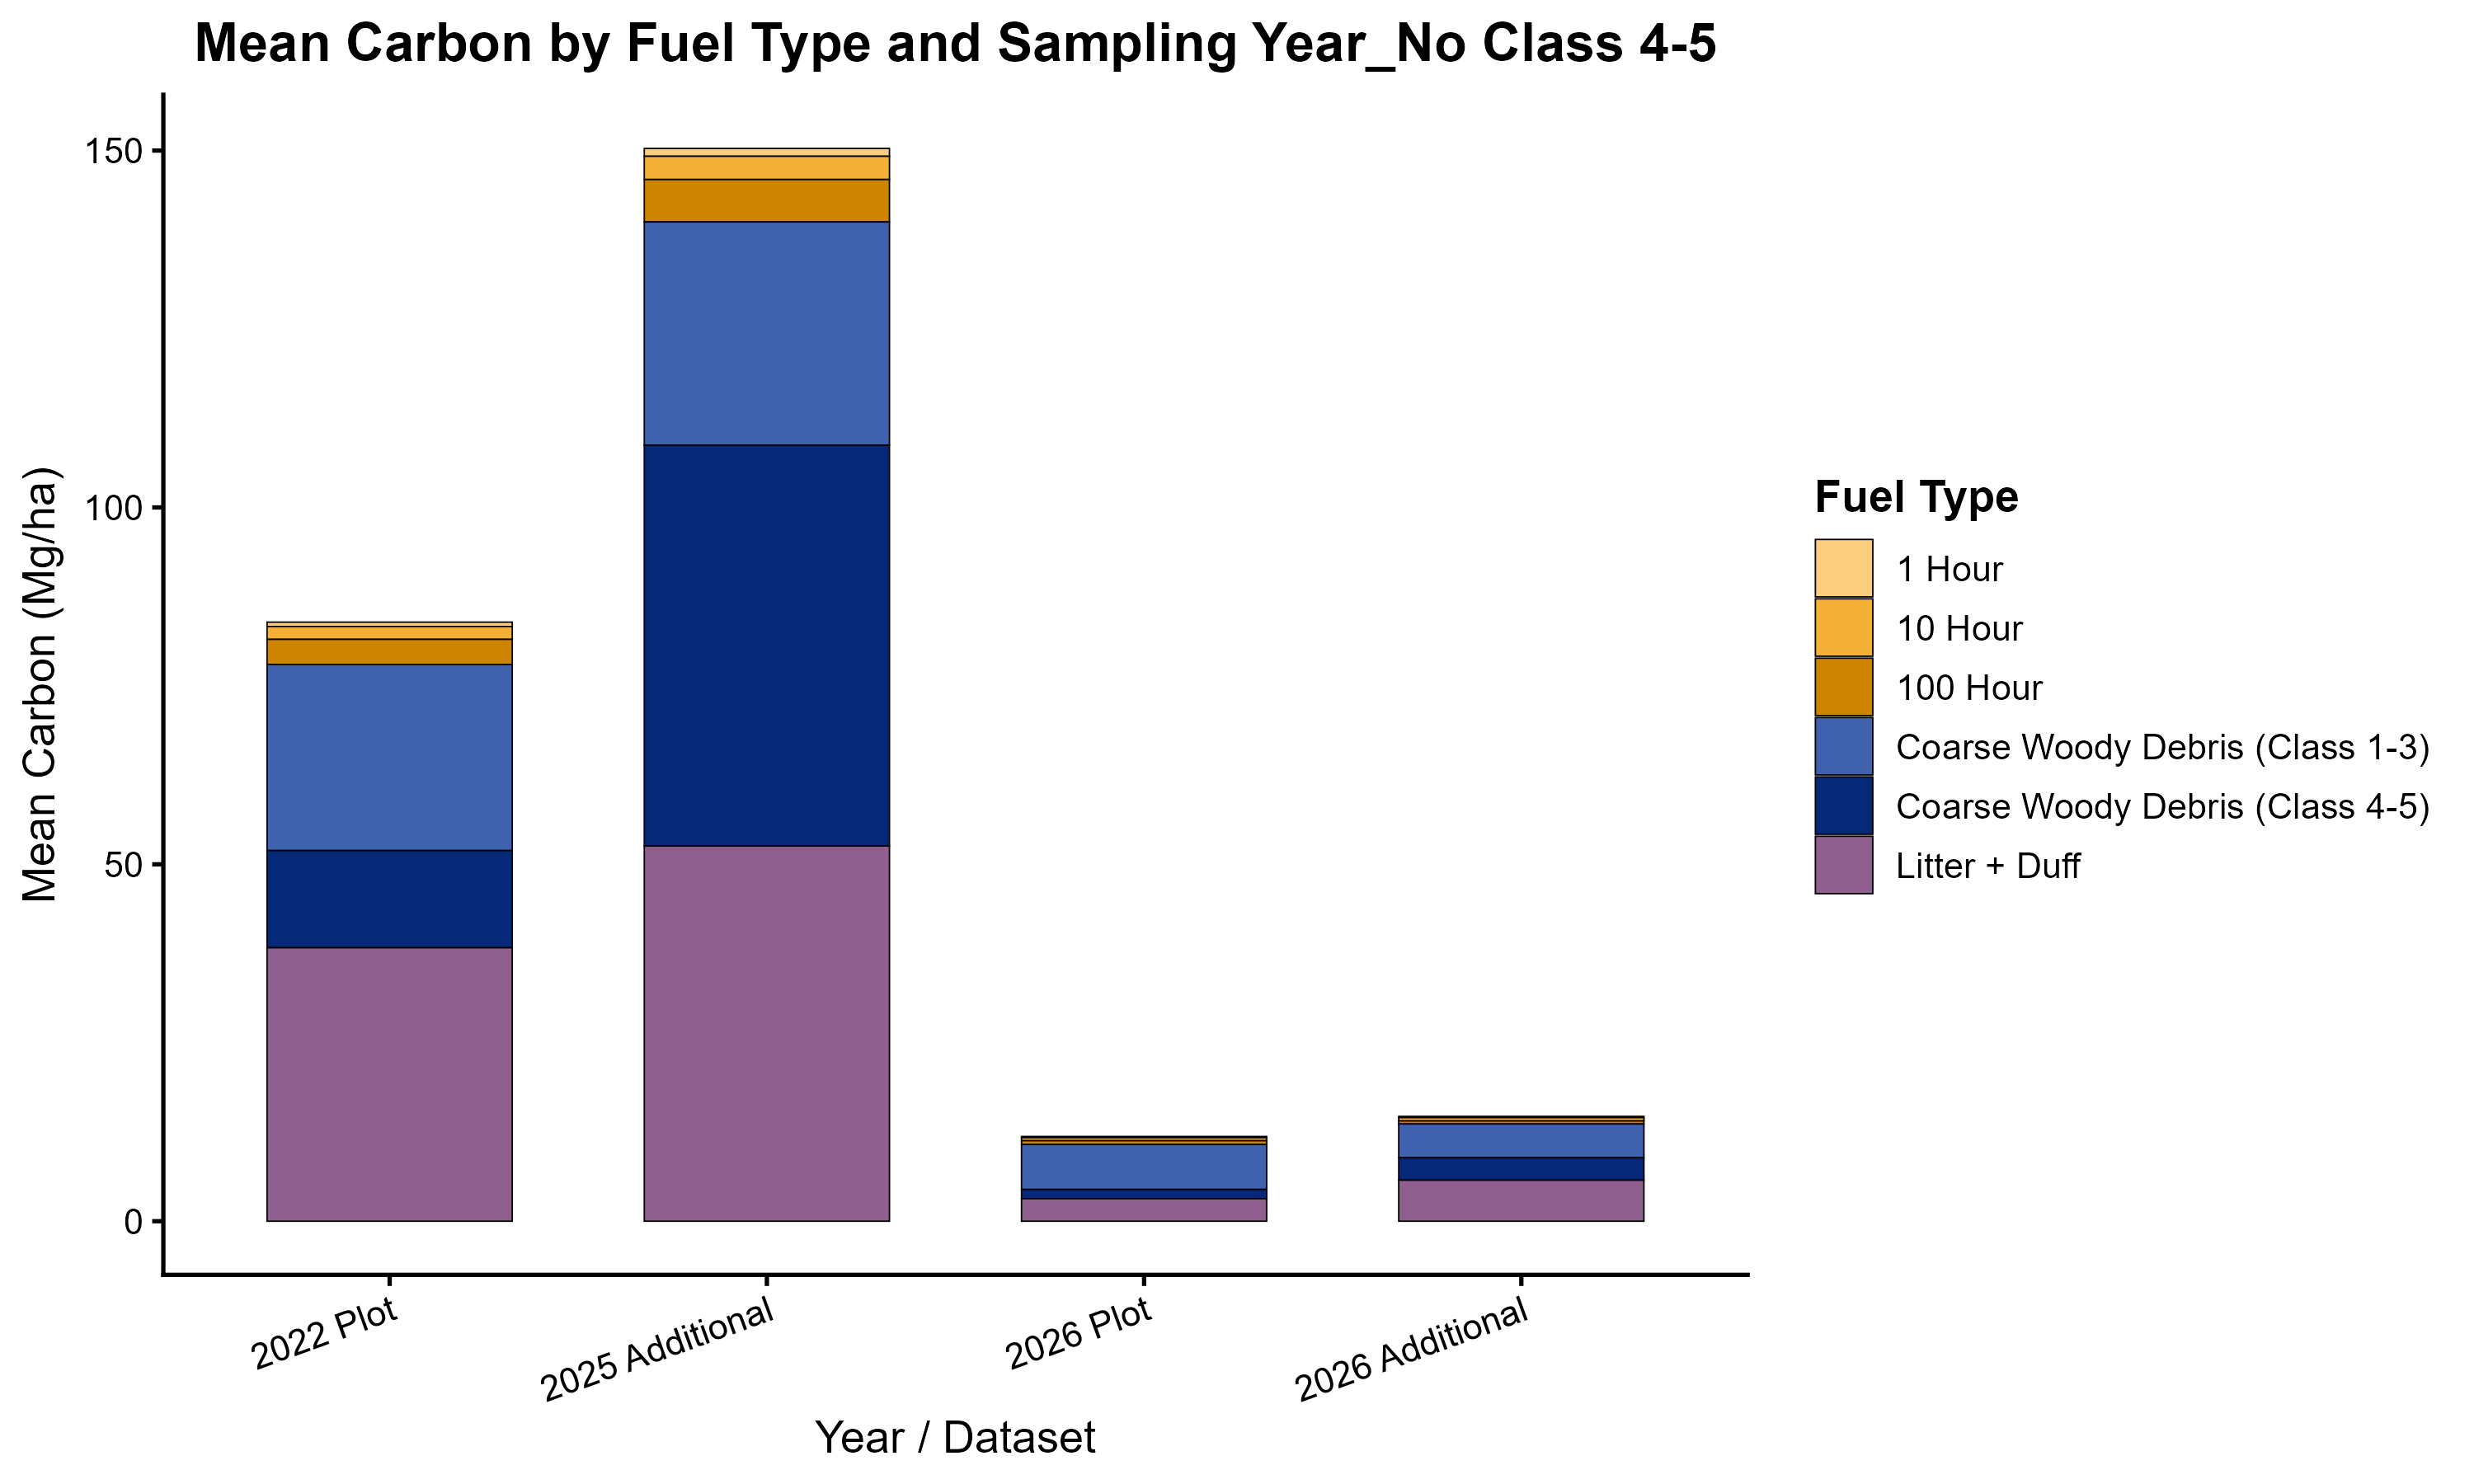 Mean Carbon by Fuel Type and Sampling Year_No Class 4-5
Mean Carbon (Mg/ha)
150
100
50
0
2022 Plot
2025 Additional
2026 Plot
2026 Additional
Year / Dataset
Fuel Type
1 Hour
10 Hour
100 Hour
Coarse Woody Debris (Class 1-3)
Coarse Woody Debris (Class 4-5)
Litter + Duff